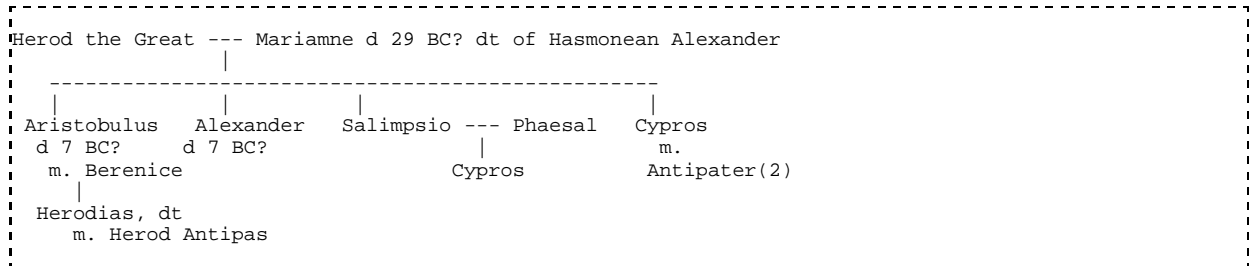 Herod the Great --- Mariamne d 29 BC? dt of Hasmonean Alexander
|
--------------------------------------------------
| | | |
Aristobulus Alexander Salimpsio --- Phaesal Cypros
d 7 BC? d 7 BC? | m.
m. Berenice Cypros Antipater(2)
|
Herodias, dt
m. Herod Antipas